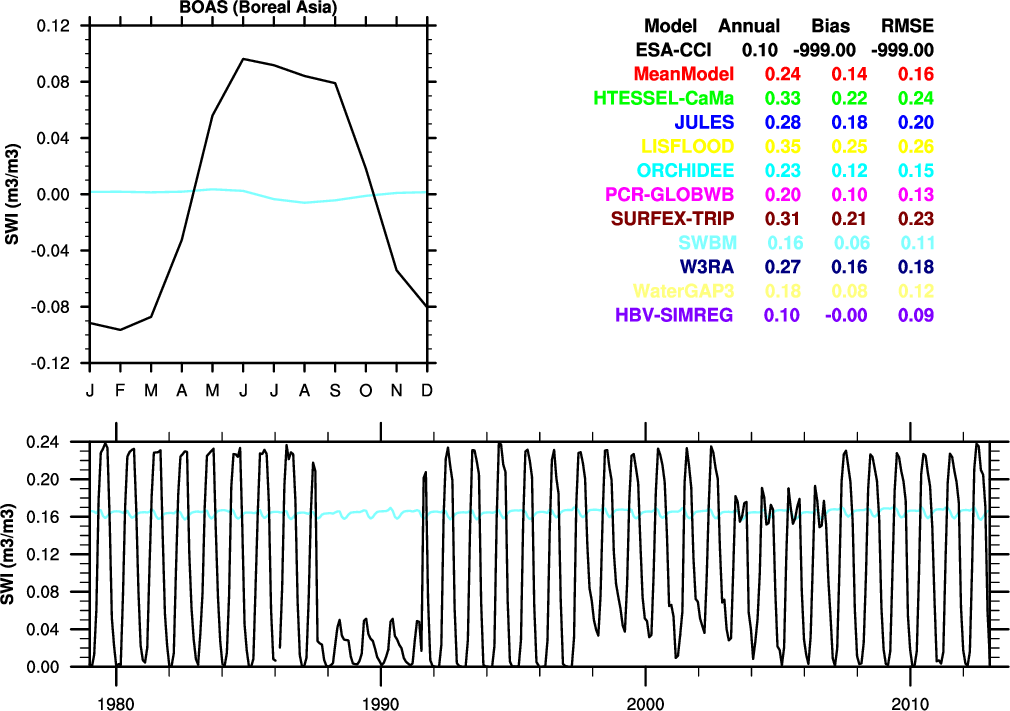 BOAS (Boreal Asia)
0.12
0.08
0.04
0.00
-0.04
-0.08
-0.12
SWI (m3/m3)
J F M A M J J A S O N D
Model Annual Bias RMSE
ESA-CCI 0.10 -999.00 -999.00
MeanModel 0.24 0.14 0.16
HTESSEL-CaMa 0.33 0.22 0.24
JULES 0.28 0.18 0.20
LISFLOOD 0.35 0.25 0.26
ORCHIDEE 0.23 0.12 0.15
PCR-GLOBWB 0.20 0.10 0.13
SURFEX-TRIP 0.31 0.21 0.23
SWBM 0.16 0.06 0.11
W3RA 0.27 0.16 0.18
WaterGAP3 0.18 0.08 0.12
HBV-SIMREG 0.10 -0.00 0.09
0.24
0.20
0.16
0.12
0.08
0.04
0.00
SWI (m3/m3)
1980 1990 2000 2010